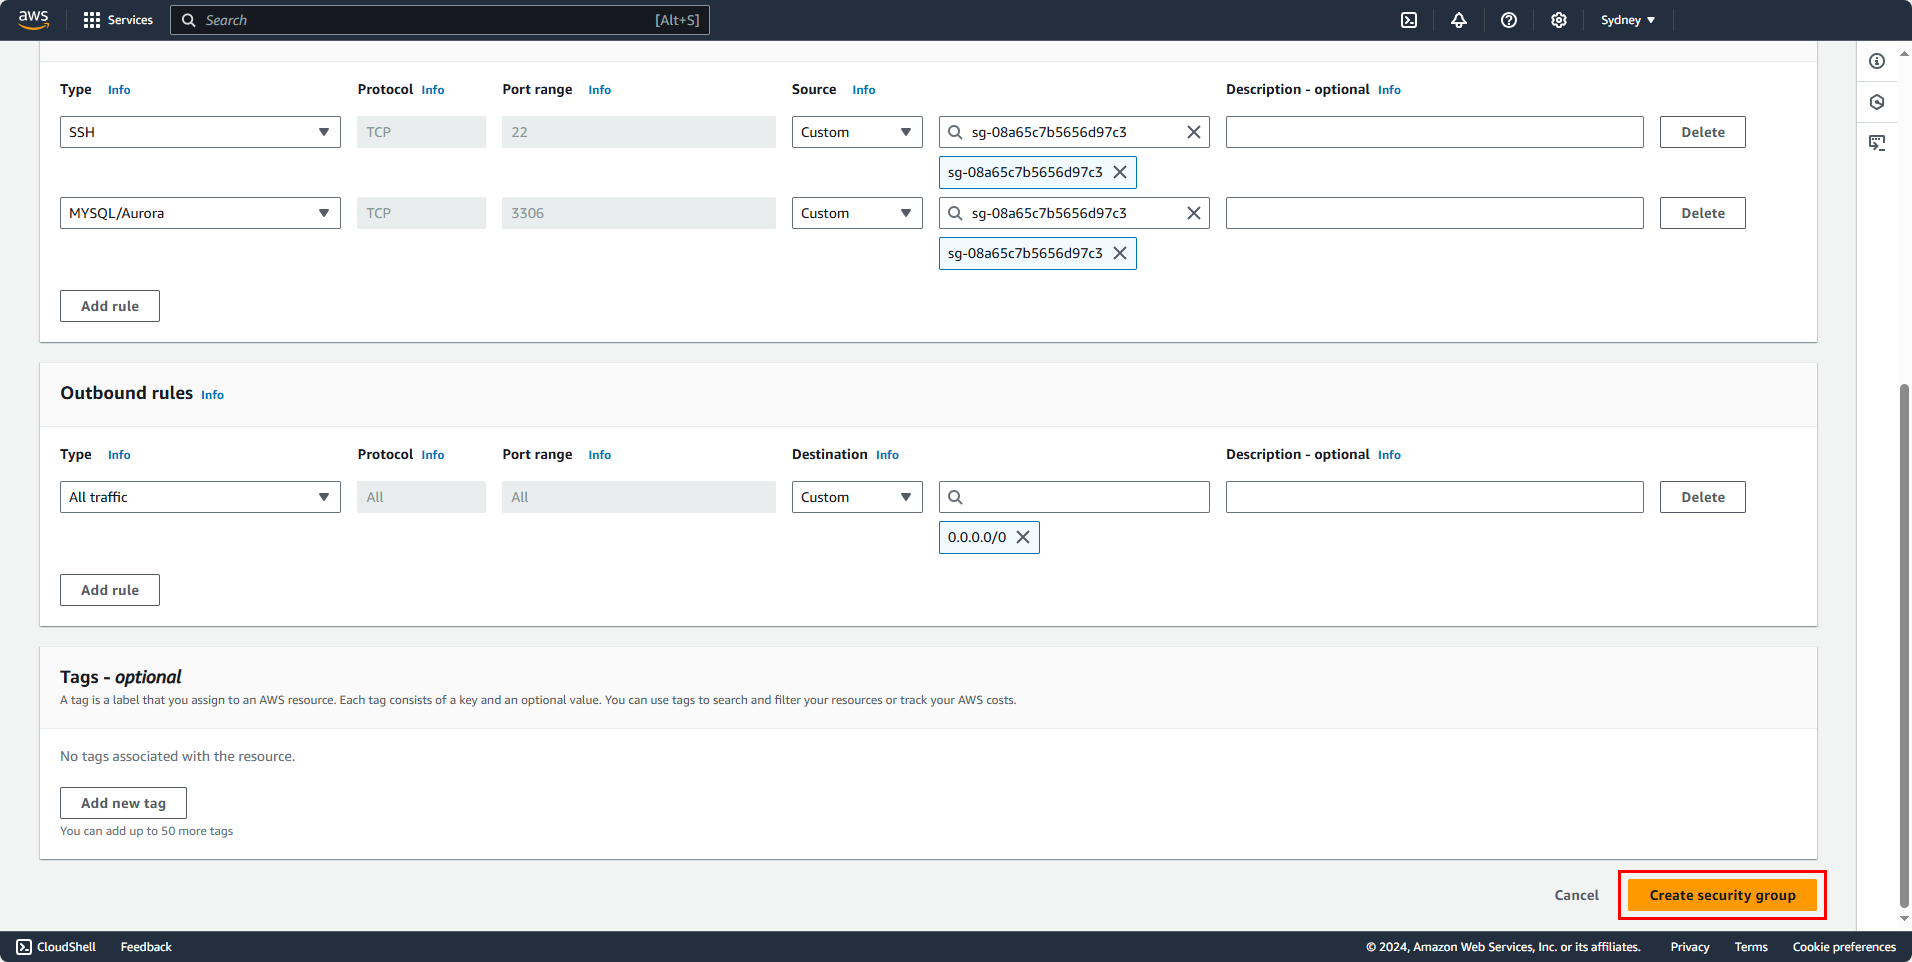 aws Services Search [Alt+S] Sydney
Type Info Protocol Info Port range Info Source Info Description - optional Info
SSH TCP 22 Custom sg-08a65c7b5656d97c3 Delete
sg-08a65c7b5656d97c3
MYSQL/Aurora TCP 3306 Custom sg-08a65c7b5656d97c3 Delete
sg-08a65c7b5656d97c3
Add rule
Outbound rules Info
Type Info Protocol Info Port range Info Destination Info Description - optional Info
All traffic All All Custom Delete
0.0.0.0/0
Add rule
Tags - optional
A tag is a label that you assign to an AWS resource. Each tag consists of a key and an optional value. You can use tags to search and filter your resources or track your AWS costs.
No tags associated with the resource.
Add new tag
You can add up to 50 more tags
Cancel Create security group
CloudShell Feedback © 2024, Amazon Web Services, Inc. or its affiliates. Privacy Terms Cookie preferences